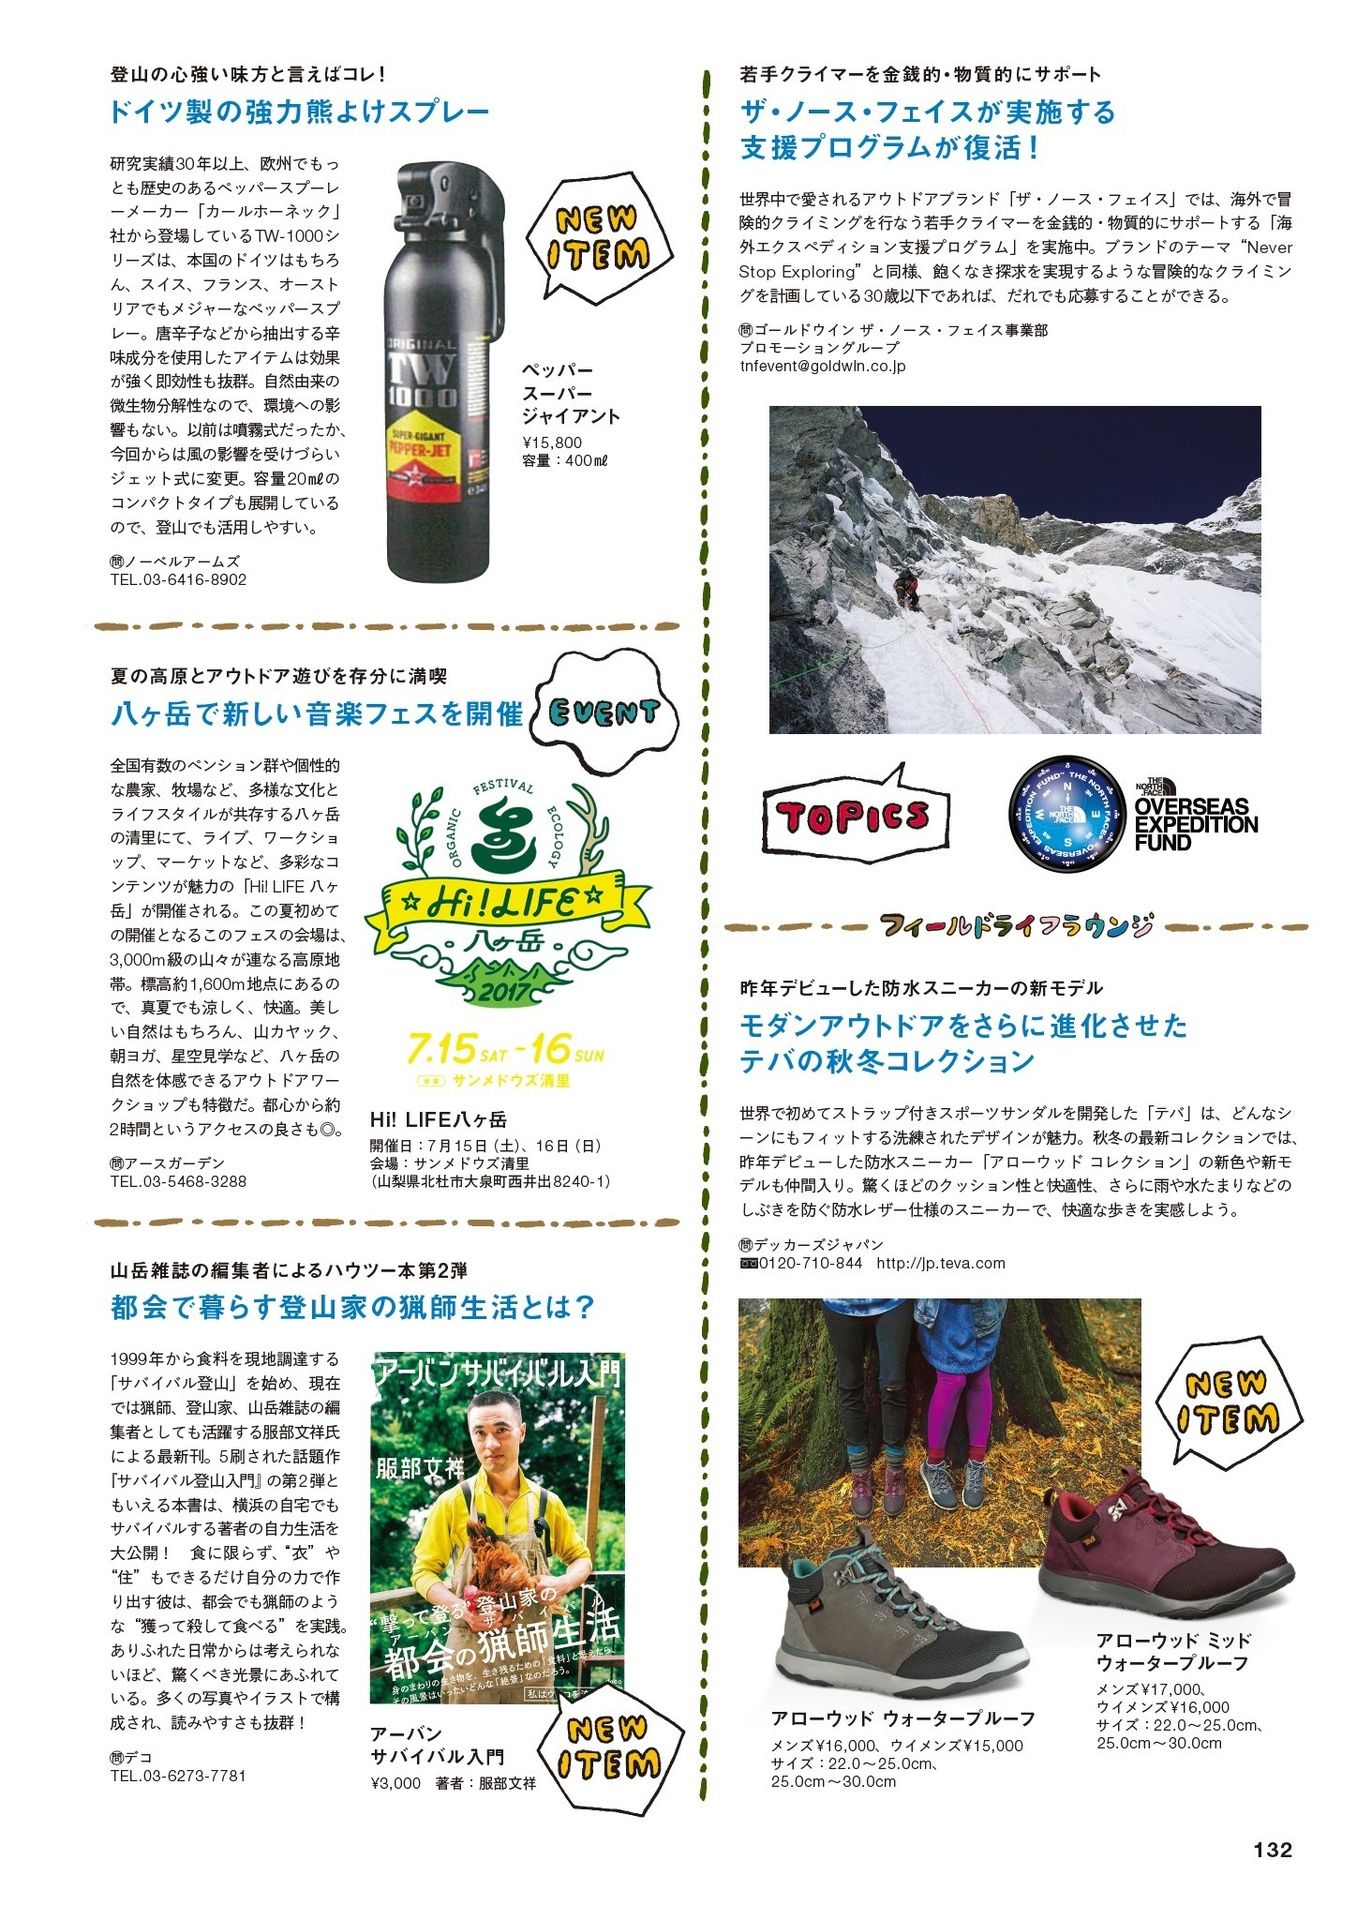 登山の心強い味方と言えばコレ！
ドイツ製の強力熊よけスプレー
研究実績30年以上、欧州でもっ
とも歴史のあるペッパースプーレ
ーメーカー「カールホーネック」
社から登場しているTW-1000シ
リーズは、本国のドイツはもちろ
ん、スイス、フランス、オースト
リアでもメジャーなペッパースプ
レー。唐辛子などから抽出する辛
味成分を使用したアイテムは効果
が強く即効性も抜群。自然由来の
微生物分解性なので、環境への影
響もない。以前は噴霧式だったか、
今回からは風の影響を受けづらい
ジェット式に変更。容量20㎖の
コンパクトタイプも展開している
ので、登山でも活用しやすい。
㉄ノーベルアームズ
TEL.03-6416-8902
ORIGINAL
TW
1000
SUPER-GIGANT
PEPPER-JET
NEW
ITEM
ペッパー
スーパー
ジャイアント
¥15,800
容量：400㎖
夏の高原とアウトドア遊びを存分に満喫
八ヶ岳で新しい音楽フェスを開催
EVENT
全国有数のペンション群や個性的
な農家、牧場など、多様な文化と
ライフスタイルが共存する八ヶ岳
の清里にて、ライブ、ワークショ
ップ、マーケットなど、多彩なコ
ンテンツが魅力の「Hi! LIFE 八ヶ
岳」が開催される。この夏初めて
の開催となるこのフェスの会場は、
3,000m級の山々が連なる高原地
帯。標高約1,600m地点にあるの
で、真夏でも涼しく、快適。美し
い自然はもちろん、山カヤック、
朝ヨガ、星空見学など、八ヶ岳の
自然を体感できるアウトドアワー
クショップも特徴だ。都心から約
2時間というアクセスの良さも◎。
㉄アースガーデン
TEL.03-5468-3288
ORGANIC FESTIVAL ECOLOGY
☆Hi!LIFE☆
八ヶ岳
2017
7.15 SAT - 16 SUN
会場 サンメドウズ清里
Hi! LIFE八ヶ岳
開催日：7月15日（土）、16日（日）
会場：サンメドウズ清里
（山梨県北杜市大泉町西井出8240-1）
山岳雑誌の編集者によるハウツー本第2弾
都会で暮らす登山家の猟師生活とは？
1999年から食料を現地調達する
「サバイバル登山」を始め、現在
では猟師、登山家、山岳雑誌の編
集者としても活躍する服部文祥氏
による最新刊。5刷された話題作
『サバイバル登山入門』の第2弾と
もいえる本書は、横浜の自宅でも
サバイバルする著者の自力生活を
大公開！　食に限らず、“衣”や
“住”もできるだけ自分の力で作
り出す彼は、都会でも猟師のよう
な“獲って殺して食べる”を実践。
ありふれた日常からは考えられな
いほど、驚くべき光景にあふれて
いる。多くの写真やイラストで構
成され、読みやすさも抜群！
㉄デコ
TEL.03-6273-7781
アーバンサバイバル入門
服部文祥
“撃って登る”登山家の
アーバンサバイバル
都会の猟師生活
身のまわりの生き物を、生き残るための「食料」と思えたら、
その風景はいったいどんな「絶景」なのだろう。
アーバン
サバイバル入門
¥3,000　著者：服部文祥
NEW
ITEM
若手クライマーを金銭的・物質的にサポート
ザ・ノース・フェイスが実施する
支援プログラムが復活！
世界中で愛されるアウトドアブランド「ザ・ノース・フェイス」では、海外で冒
険的クライミングを行なう若手クライマーを金銭的・物質的にサポートする「海
外エクスペディション支援プログラム」を実施中。ブランドのテーマ“Never
Stop Exploring”と同様、飽くなき探求を実現するような冒険的なクライミン
グを計画している30歳以下であれば、だれでも応募することができる。
㉄ゴールドウイン ザ・ノース・フェイス事業部
プロモーショングループ
tnfevent@goldwln.co.jp
TOPICS
THE NORTH FACE
OVERSEAS
EXPEDITION
FUND
フィールドライフラウンジ
昨年デビューした防水スニーカーの新モデル
モダンアウトドアをさらに進化させた
テバの秋冬コレクション
世界で初めてストラップ付きスポーツサンダルを開発した「テバ」は、どんなシ
ーンにもフィットする洗練されたデザインが魅力。秋冬の最新コレクションでは、
昨年デビューした防水スニーカー「アローウッド コレクション」の新色や新モ
デルも仲間入り。驚くほどのクッション性と快適性、さらに雨や水たまりなどの
しぶきを防ぐ防水レザー仕様のスニーカーで、快適な歩きを実感しよう。
㉄デッカーズジャパン
0120-710-844　http://jp.teva.com
NEW
ITEM
アローウッド ミッド
ウォータープルーフ
メンズ¥17,000、
ウイメンズ¥16,000
サイズ：22.0〜25.0cm、
25.0cm〜30.0cm
アローウッド ウォータープルーフ
メンズ¥16,000、ウイメンズ¥15,000
サイズ：22.0〜25.0cm、
25.0cm〜30.0cm
132